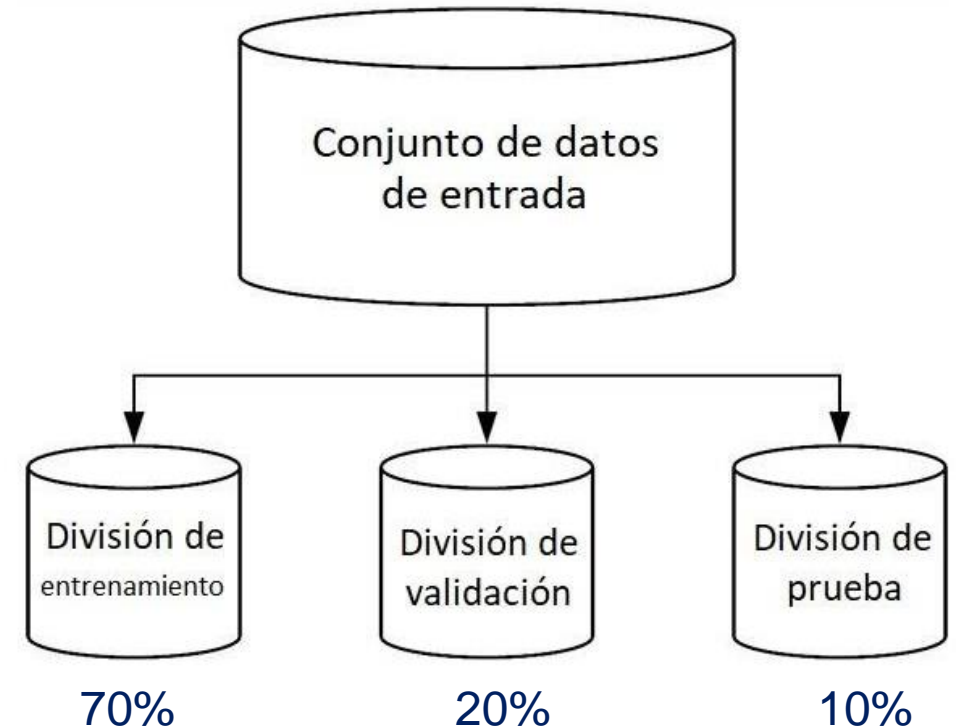 Conjunto de datos
de entrada
División de
entrenamiento
División de
validación
División de
prueba
70%
20%
10%